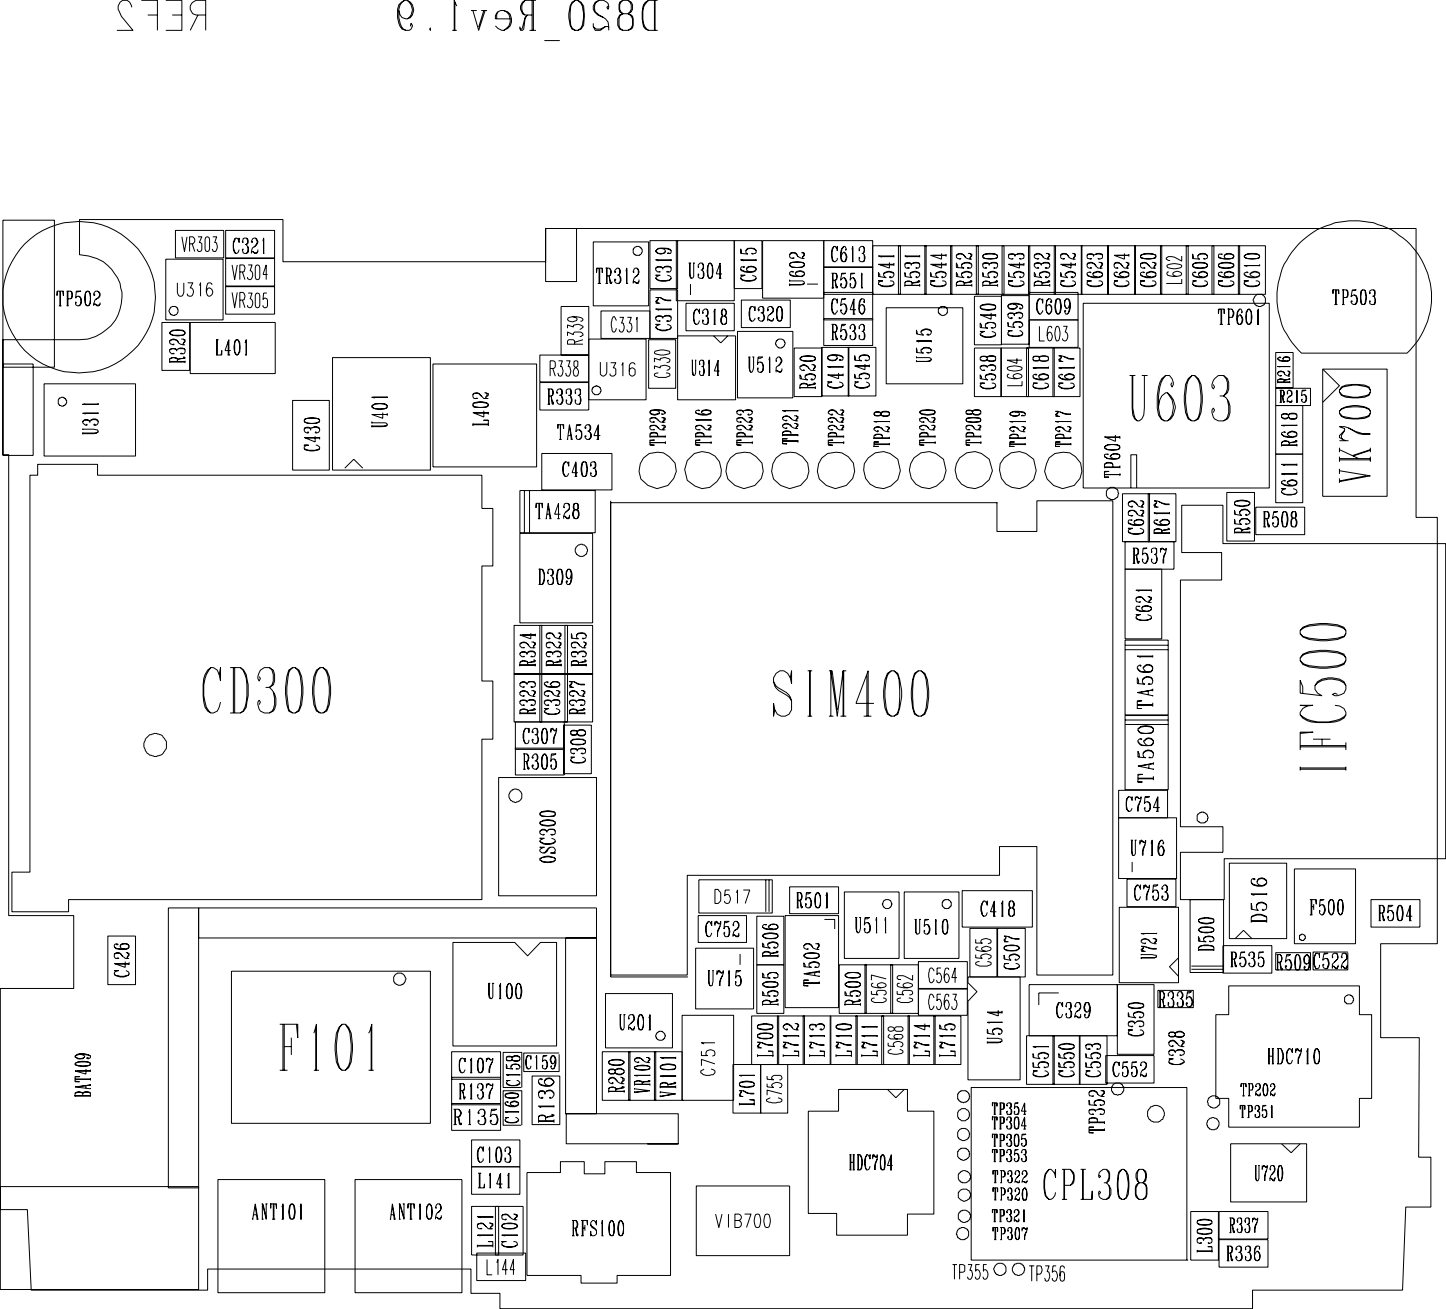 REF2 D820_Rev1.9
VR303 C321
VR304
U316
VR305
TP502
R320 L401
U311
C430 U401 L402
TR312 C319 U304 C615 U602 C613
R551
C541 R531 C544 R552 R530 C543 R532 C542 C623 C624 C620 L602 C605 C606 C610
R339 C331 C317 C318 C320 C546
R533
U515 C540 C539 C609
L603
TP601 TP503
R338 U316 C330 U314 U512 R520 C419 C545 C538 L604 C618 C617
R333
U603 R216
R215
R618
C611
VK700
TA534 TP229 TP216 TP223 TP221 TP222 TP218 TP220 TP208 TP219 TP217 TP604
C403
TA428
C622 R617 R550 R508
R537
D309
C621
R324 R322 R325
R323 C326 R327
CD300 SIM400 IFC500
TA561
C307 C308
R305
TA560
C754
OSC300
U716
C753
D517 R501 C418
D516 F500 R504
C752 R506 TA502 U511 U510 C565 C507 U721 D500
C426
R535 R509 C522
U715 R505 R500 C567 C562 C564
C563
U100
F101
U201 C751 L700 L712 L713 L710 L711 C568 L714 L715 U514
C329 C350 R335
C328
HDC710
C551 C550 C553 C552
BAT409
C107 C158 C159
R137
R135 C160 R136
R280 VR102 VR101 L701 C755
TP202
TP351
TP352
TP354
TP304
TP305
TP353
TP322
TP320
TP321
TP307
CPL308
HDC704
U720
C103
L141
ANT101 ANT102 L121 C102 RFS100 VIB700
L144
L300 R337
R336
TP355 TP356